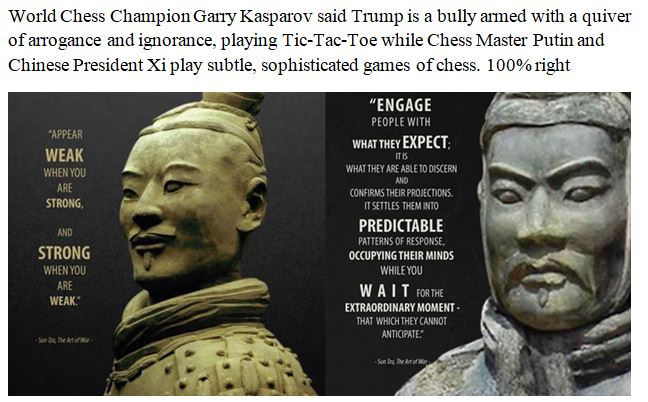 World Chess Champion Garry Kasparov said Trump is a bully armed with a quiver
of arrogance and ignorance, playing Tic-Tac-Toe while Chess Master Putin and
Chinese President Xi play subtle, sophisticated games of chess. 100% right
"APPEAR
WEAK
WHEN YOU
ARE
STRONG,
AND
STRONG
WHEN YOU
ARE
WEAK."
- Sun Tzu, The Art of War -
"ENGAGE
PEOPLE WITH
WHAT THEY EXPECT;
IT IS
WHAT THEY ARE ABLE TO DISCERN
AND
CONFIRMS THEIR PROJECTIONS.
IT SETTLES THEM INTO
PREDICTABLE
PATTERNS OF RESPONSE,
OCCUPYING THEIR MINDS
WHILE YOU
WAIT FOR THE
EXTRAORDINARY MOMENT -
THAT WHICH THEY CANNOT
ANTICIPATE."
- Sun Tzu, The Art of War -